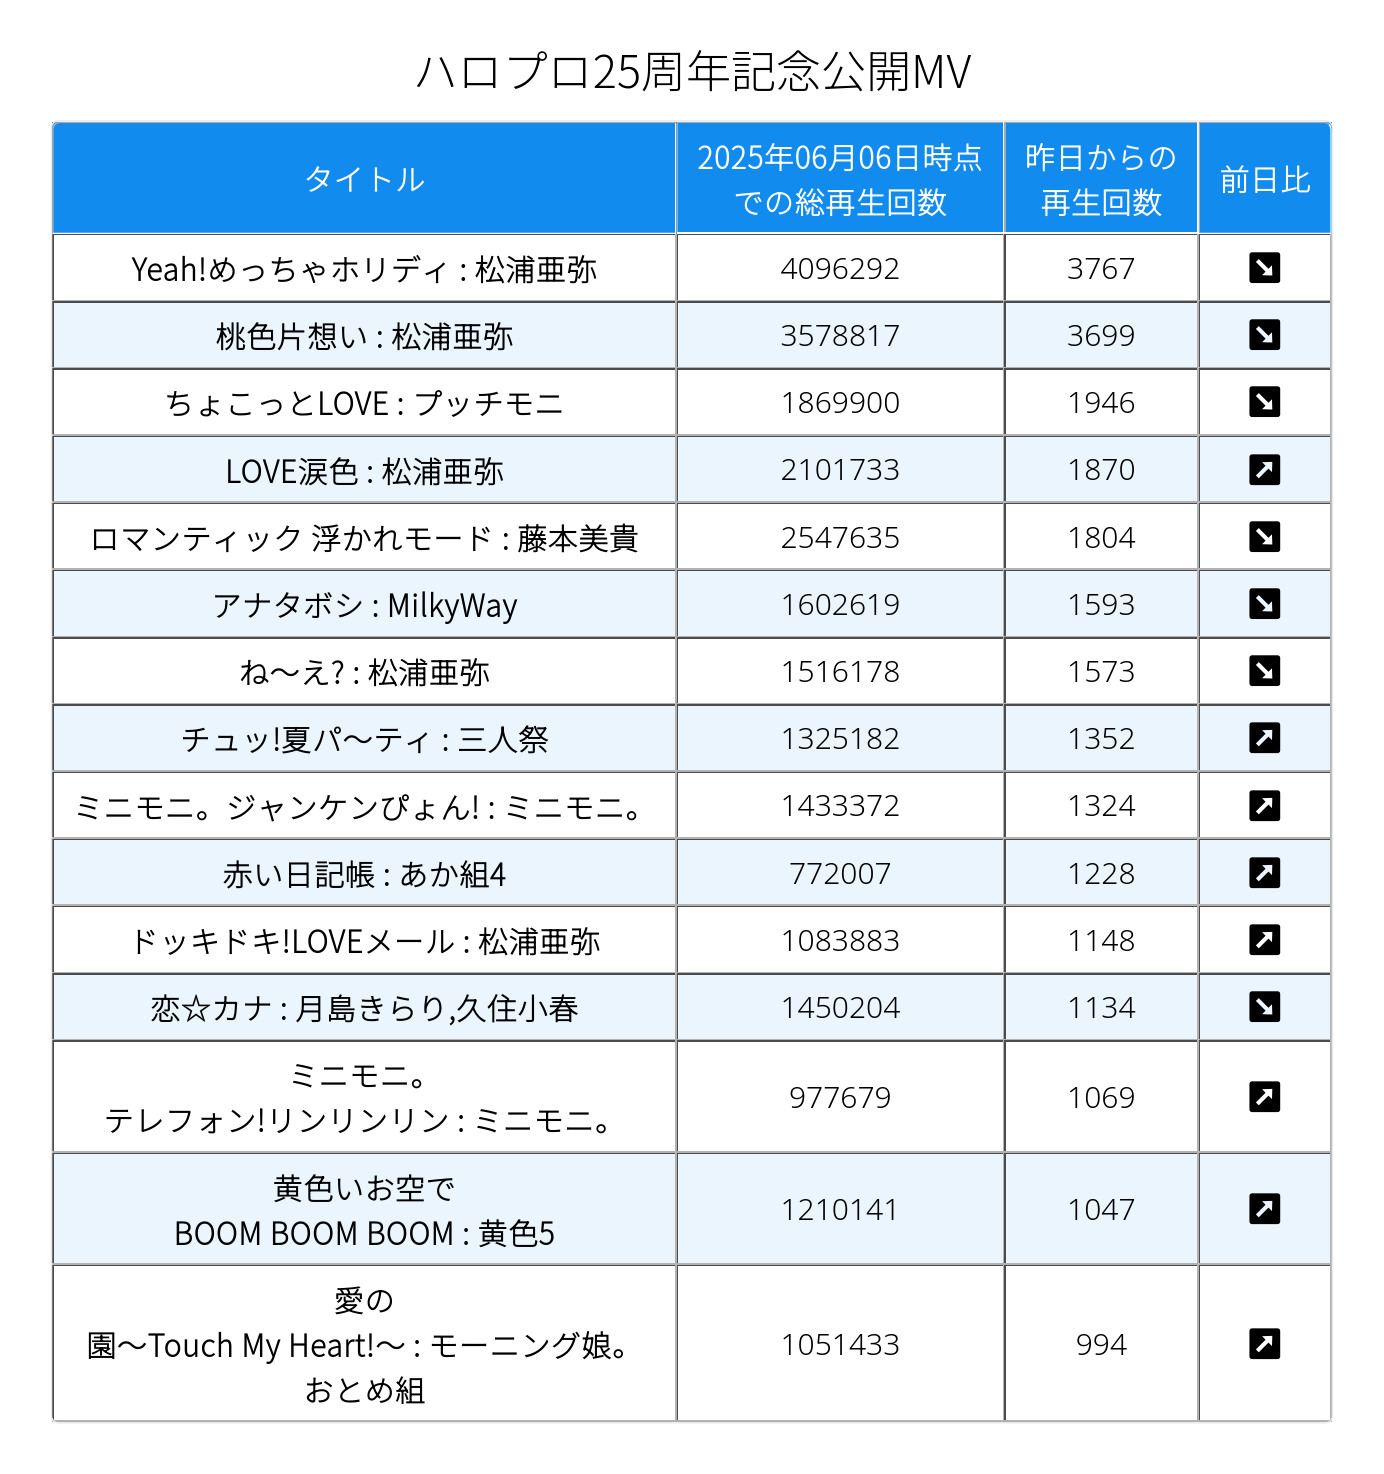 ハロプロ25周年記念公開MV
タイトル
2025年06月06日時点
での総再生回数
昨日からの
再生回数
前日比
Yeah!めっちゃホリディ : 松浦亜弥 4096292 3767
桃色片想い : 松浦亜弥 3578817 3699
ちょこっとLOVE : プッチモニ 1869900 1946
LOVE涙色 : 松浦亜弥 2101733 1870
ロマンティック 浮かれモード : 藤本美貴 2547635 1804
アナタボシ : MilkyWay 1602619 1593
ね〜え? : 松浦亜弥 1516178 1573
チュッ!夏パ〜ティ : 三人祭 1325182 1352
ミニモニ。ジャンケンぴょん! : ミニモニ。 1433372 1324
赤い日記帳 : あか組4 772007 1228
ドッキドキ!LOVEメール : 松浦亜弥 1083883 1148
恋☆カナ : 月島きらり,久住小春 1450204 1134
ミニモニ。
テレフォン!リンリンリン : ミニモニ。 977679 1069
黄色いお空で
BOOM BOOM BOOM : 黄色5 1210141 1047
愛の
園〜Touch My Heart!〜 : モーニング娘。 1051433 994
おとめ組